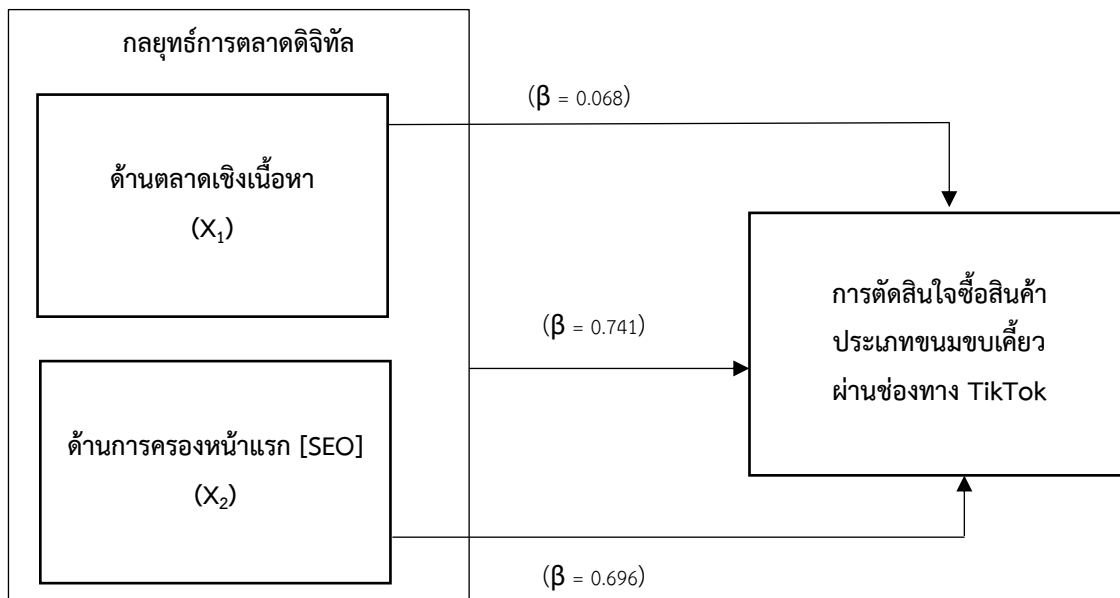 กลยุทธ์การตลาดดิจิทัล
(β = 0.068)
ด้านตลาดเชิงเนื้อหา
(X₁)
การตัดสินใจซื้อสินค้า
ประเภทขนมขบเคี้ยว
ผ่านช่องทาง TikTok
(β = 0.741)
ด้านการครองหน้าแรก [SEO]
(X₂)
(β = 0.696)